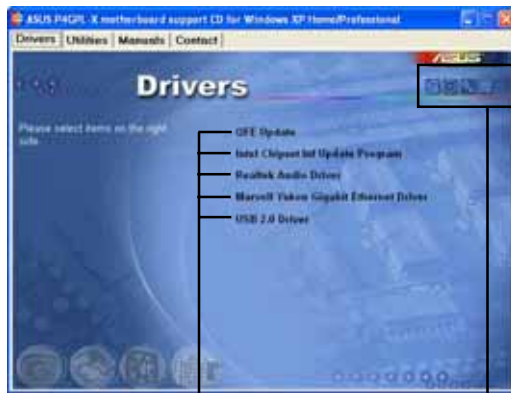 ASUS P4GPL-X motherboard support CD for Windows XP Home/Professional
Drivers Utilities Manuals Contact
ASUS
Drivers
Please select items on the right side
QFE Update
Intel Chipset Inf Update Program
Realtek Audio Driver
Marvell Yukon Gigabit Ethernet Driver
USB 2.0 Driver